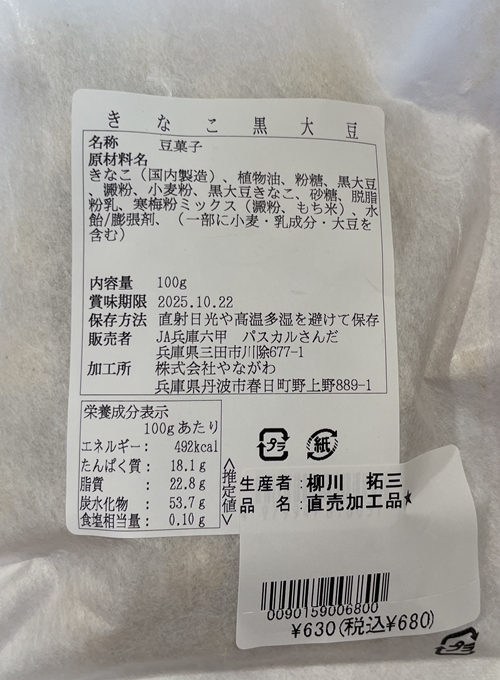 きなこ黒大豆
名称 豆菓子
原材料名
きなこ（国内製造）、植物油、粉糖、黒大豆
、澱粉、小麦粉、黒大豆きなこ、砂糖、脱脂
粉乳、寒梅粉ミックス（澱粉、もち米）、水
飴/膨張剤、（一部に小麦・乳成分・大豆を
含む）
内容量 100g
賞味期限 2025.10.22
保存方法 直射日光や高温多湿を避けて保存
販売者 JA兵庫六甲 パスカルさんだ
兵庫県三田市川除677-1
加工所 株式会社やながわ
兵庫県丹波市春日町野上野889-1
栄養成分表示
100gあたり
エネルギー: 492kcal
たんぱく質: 18.1g
脂質 : 22.8g
炭水化物 : 53.7g
食塩相当量: 0.10g
<推定値>
プラ
紙
生産者:柳川 拓三
品 名:直売加工品★
0090159006800
¥630(税込¥680)
プラ